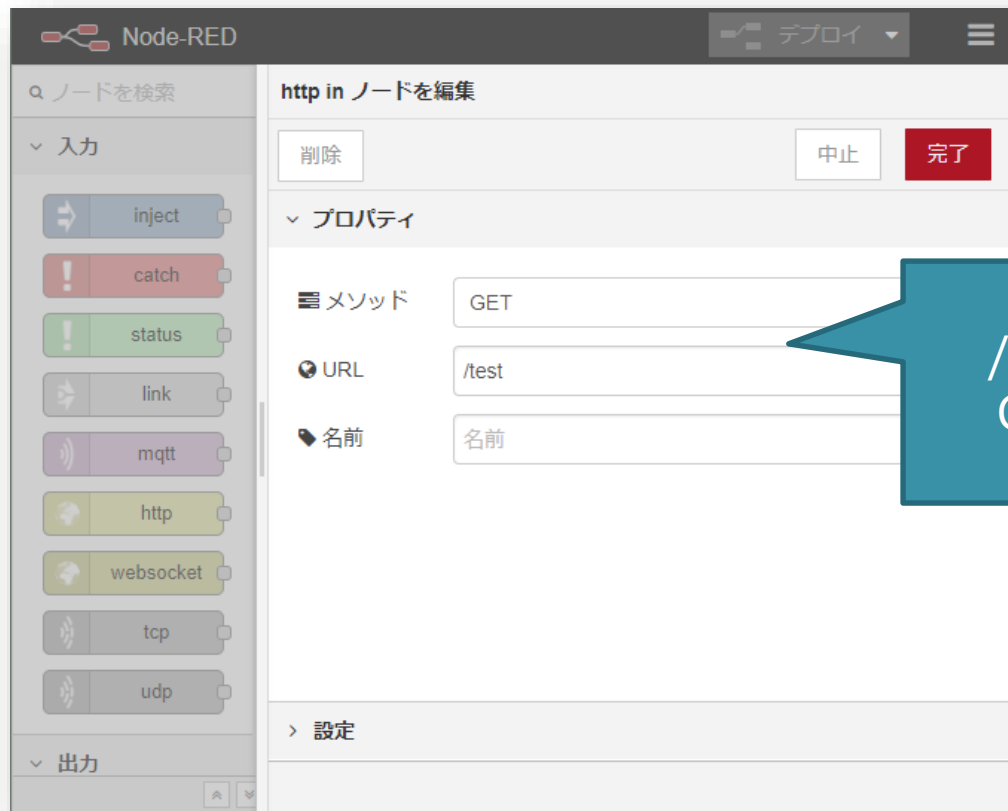 Node-RED
デプロイ
ノードを検索
http in ノードを編集
入力
削除
中止
完了
inject
プロパティ
catch
メソッド
GET
status
/
URL
/test
link
名前
名前
mqtt
http
websocket
tcp
udp
設定
出力